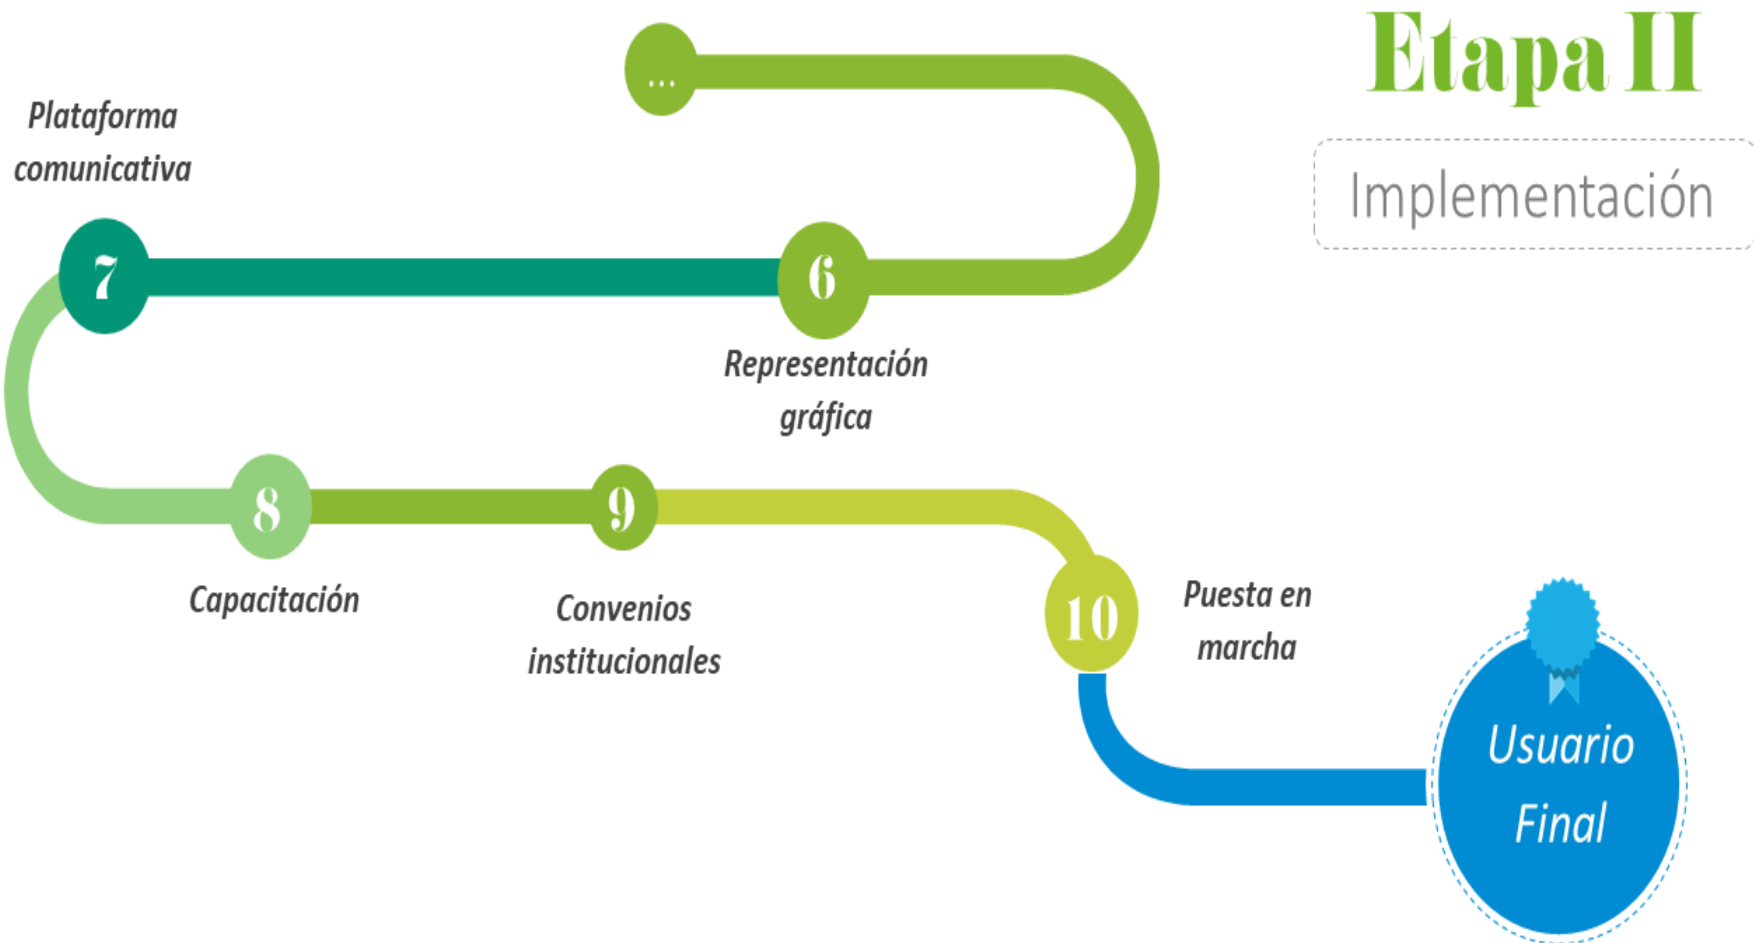 Etapa II
Implementación
...
Plataforma
comunicativa
7
6
Representación
gráfica
8
9
Capacitación
Convenios
institucionales
10
Puesta en
marcha
Usuario
Final